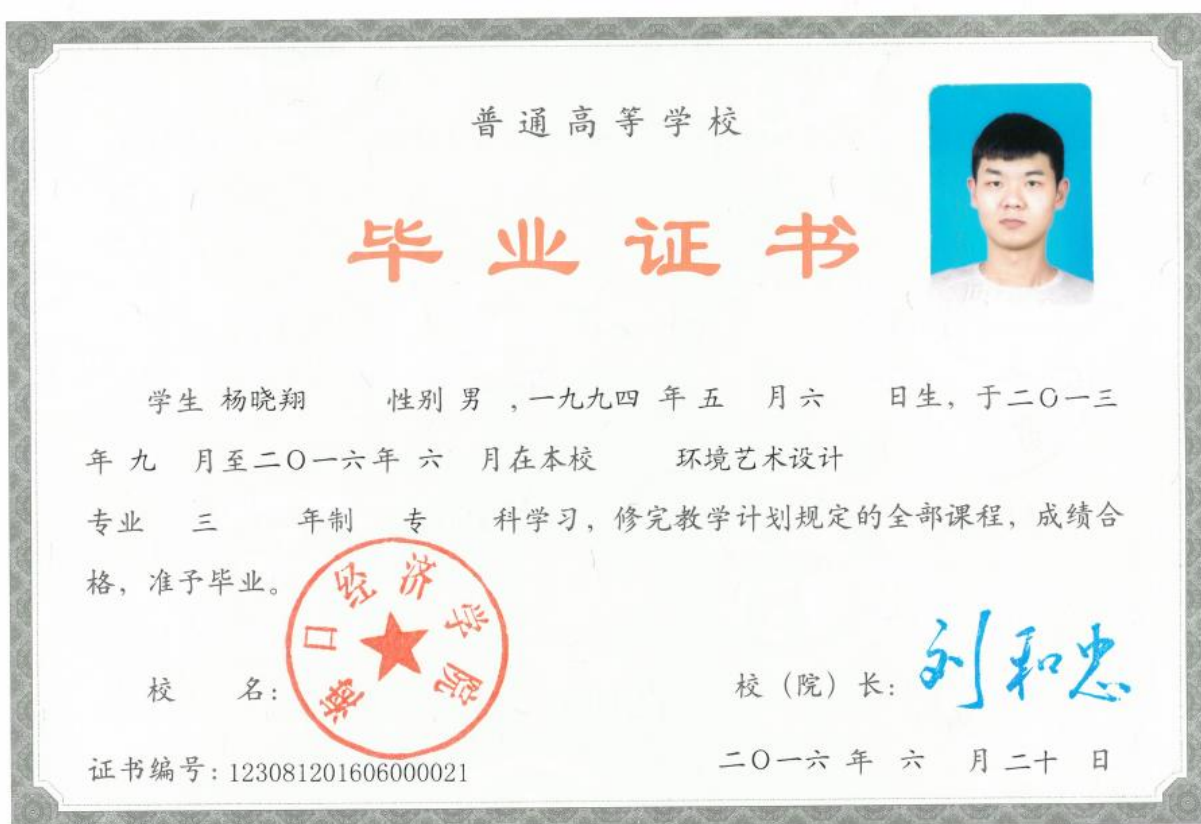 普通高等学校
毕业证书
学生 杨晓翔 性别 男 ,一九九四 年 五 月 六 日生，于二〇一三
年 九 月至二〇一六年 六 月在本校 环境艺术设计
专业 三 年制 专 科学习，修完教学计划规定的全部课程，成绩合
格，准予毕业。
海口经济学院
校 名：
校（院）长：刘和忠
证书编号：123081201606000021
二〇一六 年 六 月 二十 日